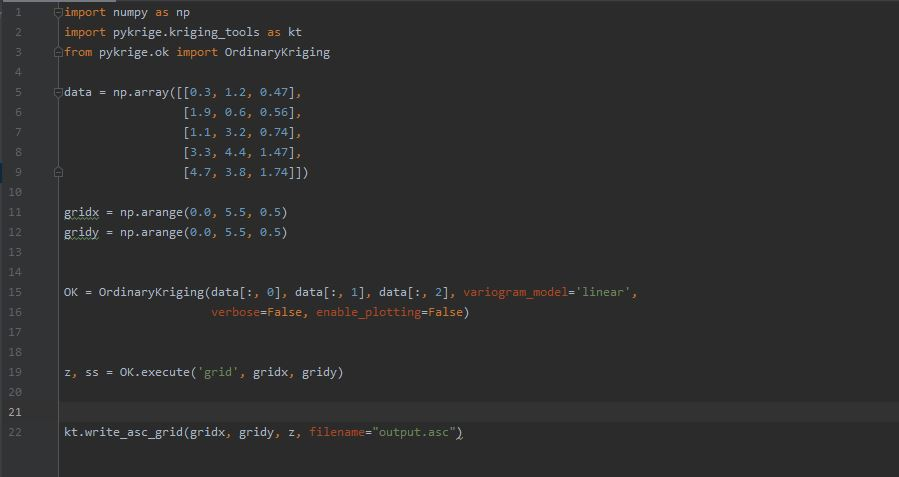 1 import numpy as np
2 import pykrige.kriging_tools as kt
3 from pykrige.ok import OrdinaryKriging
4
5 data = np.array([[0.3, 1.2, 0.47],
6 [1.9, 0.6, 0.56],
7 [1.1, 3.2, 0.74],
8 [3.3, 4.4, 1.47],
9 [4.7, 3.8, 1.74]])
10
11 gridx = np.arange(0.0, 5.5, 0.5)
12 gridy = np.arange(0.0, 5.5, 0.5)
13
14
15 OK = OrdinaryKriging(data[:, 0], data[:, 1], data[:, 2], variogram_model='linear',
16 verbose=False, enable_plotting=False)
17
18
19 z, ss = OK.execute('grid', gridx, gridy)
20
21
22 kt.write_asc_grid(gridx, gridy, z, filename="output.asc")